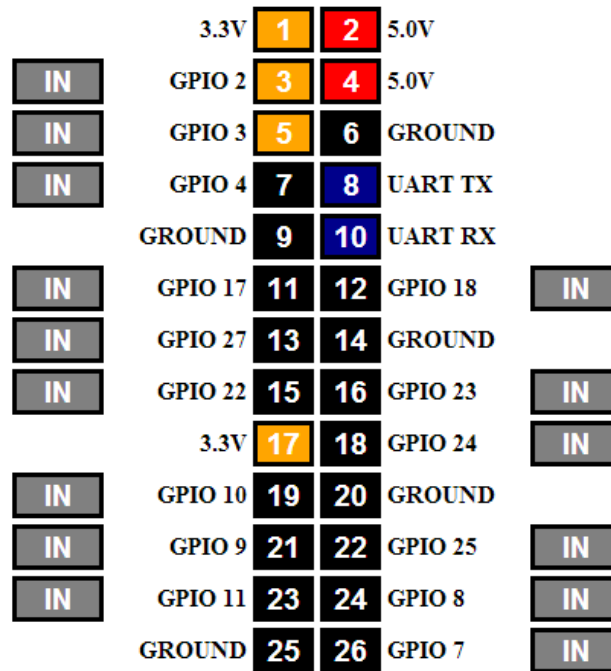 3.3V 1 2 5.0V
IN GPIO 2 3 4 5.0V
IN GPIO 3 5 6 GROUND
IN GPIO 4 7 8 UART TX
GROUND 9 10 UART RX
IN GPIO 17 11 12 GPIO 18 IN
IN GPIO 27 13 14 GROUND
IN GPIO 22 15 16 GPIO 23 IN
3.3V 17 18 GPIO 24 IN
IN GPIO 10 19 20 GROUND
IN GPIO 9 21 22 GPIO 25 IN
IN GPIO 11 23 24 GPIO 8 IN
GROUND 25 26 GPIO 7 IN